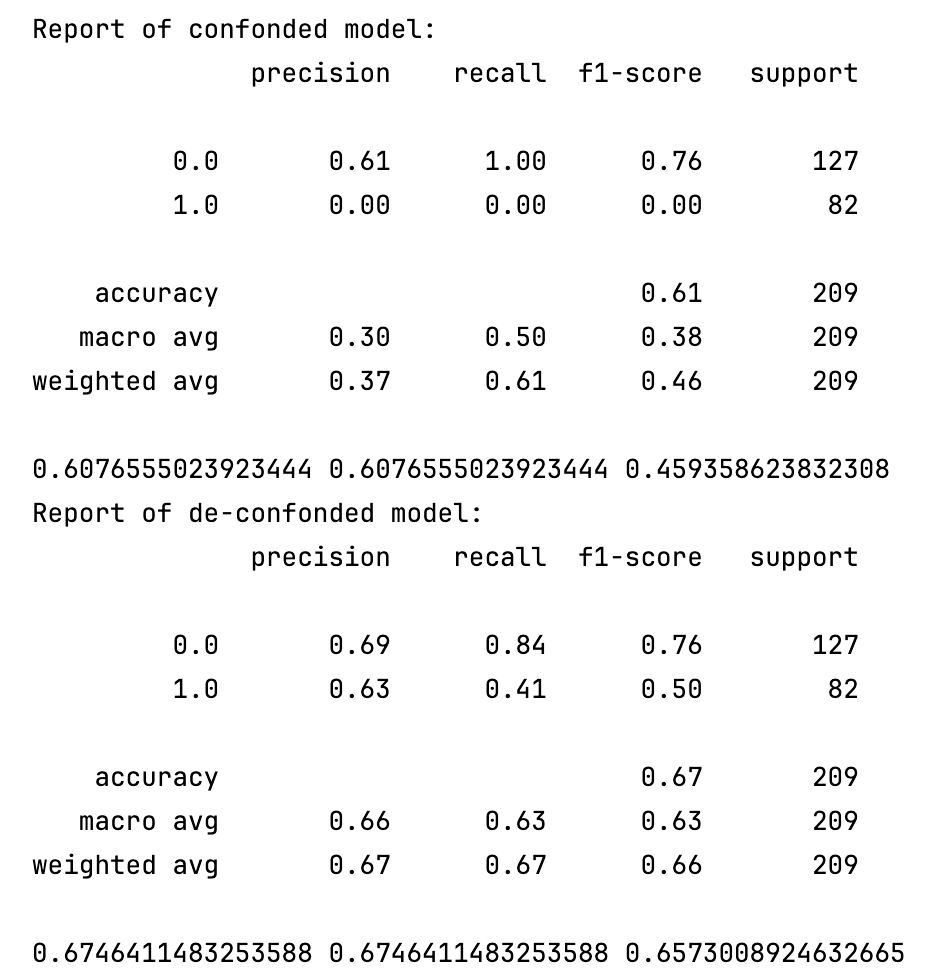 Report of confonded model:
precision recall f1-score support
0.0 0.61 1.00 0.76 127
1.0 0.00 0.00 0.00 82
accuracy 0.61 209
macro avg 0.30 0.50 0.38 209
weighted avg 0.37 0.61 0.46 209
0.6076555023923444 0.6076555023923444 0.459358623832308
Report of de-confonded model:
precision recall f1-score support
0.0 0.69 0.84 0.76 127
1.0 0.63 0.41 0.50 82
accuracy 0.67 209
macro avg 0.66 0.63 0.63 209
weighted avg 0.67 0.67 0.66 209
0.6746411483253588 0.6746411483253588 0.6573008924632665